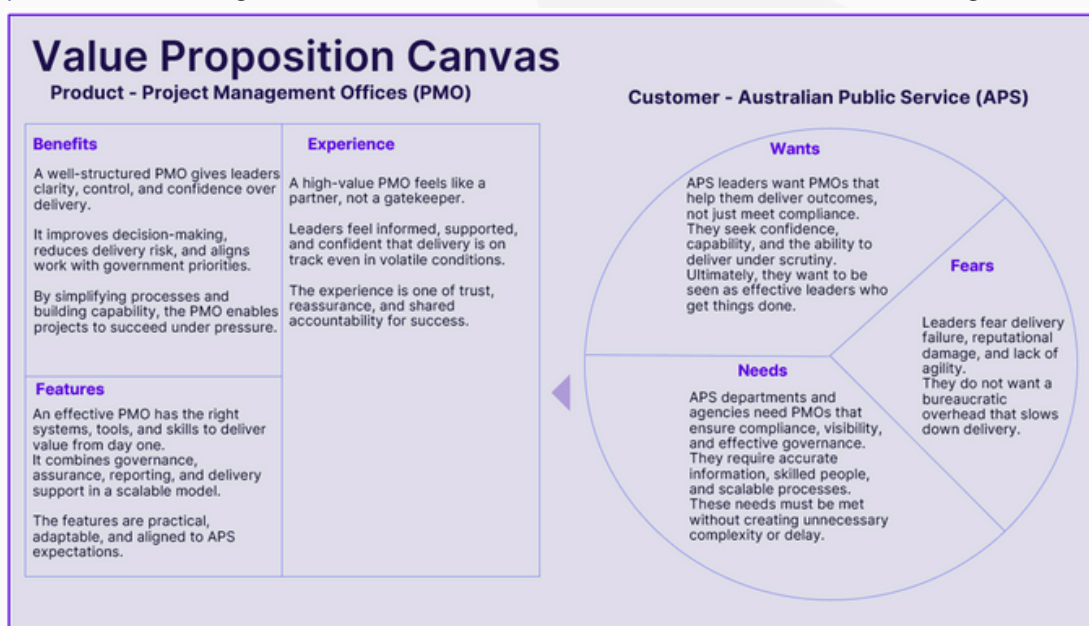 Value Proposition Canvas
Product - Project Management Offices (PMO)
Benefits
A well-structured PMO gives leaders
clarity, control, and confidence over
delivery.
It improves decision-making,
reduces delivery risk, and aligns
work with government priorities.
By simplifying processes and
building capability, the PMO enables
projects to succeed under pressure.
Experience
A high-value PMO feels like a
partner, not a gatekeeper.
Leaders feel informed, supported,
and confident that delivery is on
track even in volatile conditions.
The experience is one of trust,
reassurance, and shared
accountability for success.
Features
An effective PMO has the right
systems, tools, and skills to deliver
value from day one.
It combines governance,
assurance, reporting, and delivery
support in a scalable model.
The features are practical,
adaptable, and aligned to APS
expectations.
Customer - Australian Public Service (APS)
Wants
APS leaders want PMOs that
help them deliver outcomes,
not just meet compliance.
They seek confidence,
capability, and the ability to
deliver under scrutiny.
Ultimately, they want to be
seen as effective leaders who
get things done.
Fears
Leaders fear delivery
failure, reputational
damage, and lack of
agility.
They do not want a
bureaucratic
overhead that slows
down delivery.
Needs
APS departments and
agencies need PMOs that
ensure compliance, visibility,
and effective governance.
They require accurate
information, skilled people,
and scalable processes.
These needs must be met
without creating unnecessary
complexity or delay.